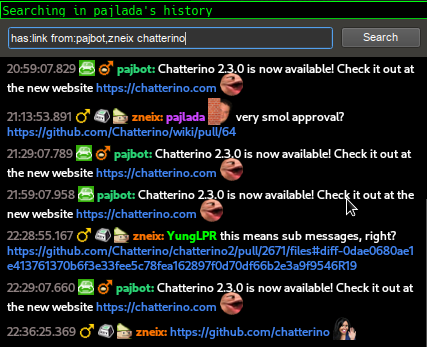 Searching in pajlada's history
has:link from:pajbot,zneix chatterino
Search
20:59:07.829 pajbot: Chatterino 2.3.0 is now available! Check it out at
the new website https://chatterino.com
21:13:53.891 zneix: pajlada very smol approval?
https://github.com/Chatterino/wiki/pull/64
21:29:07.789 pajbot: Chatterino 2.3.0 is now available! Check it out at
the new website https://chatterino.com
21:59:07.958 pajbot: Chatterino 2.3.0 is now available! Check it out at the
new website https://chatterino.com
22:28:55.167 zneix: YungLPR this means sub messages, right?
https://github.com/Chatterino/chatterino2/pull/2671/files#diff-0dae0680ae1
e413761370b6f3e33fee5c78fea162897f0d70df66b2e3a9f9546R19
22:29:07.660 pajbot: Chatterino 2.3.0 is now available! Check it out at
the new website https://chatterino.com
22:36:25.369 zneix: https://github.com/chatterino